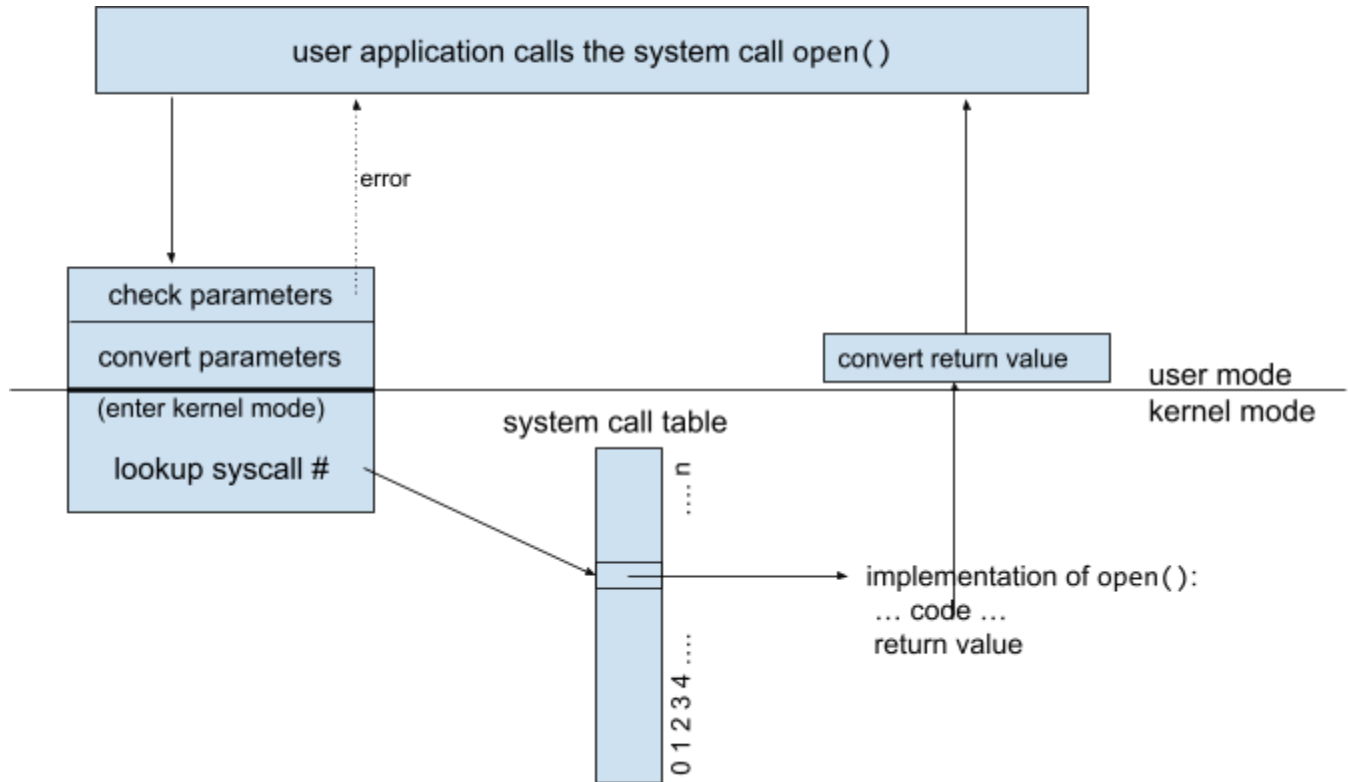 user application calls the system call open()
error
check parameters
convert parameters
convert return value
user mode
(enter kernel mode)
kernel mode
system call table
lookup syscall #
0 1 2 3 4 .... ..... n
implementation of open():
... code ...
return value